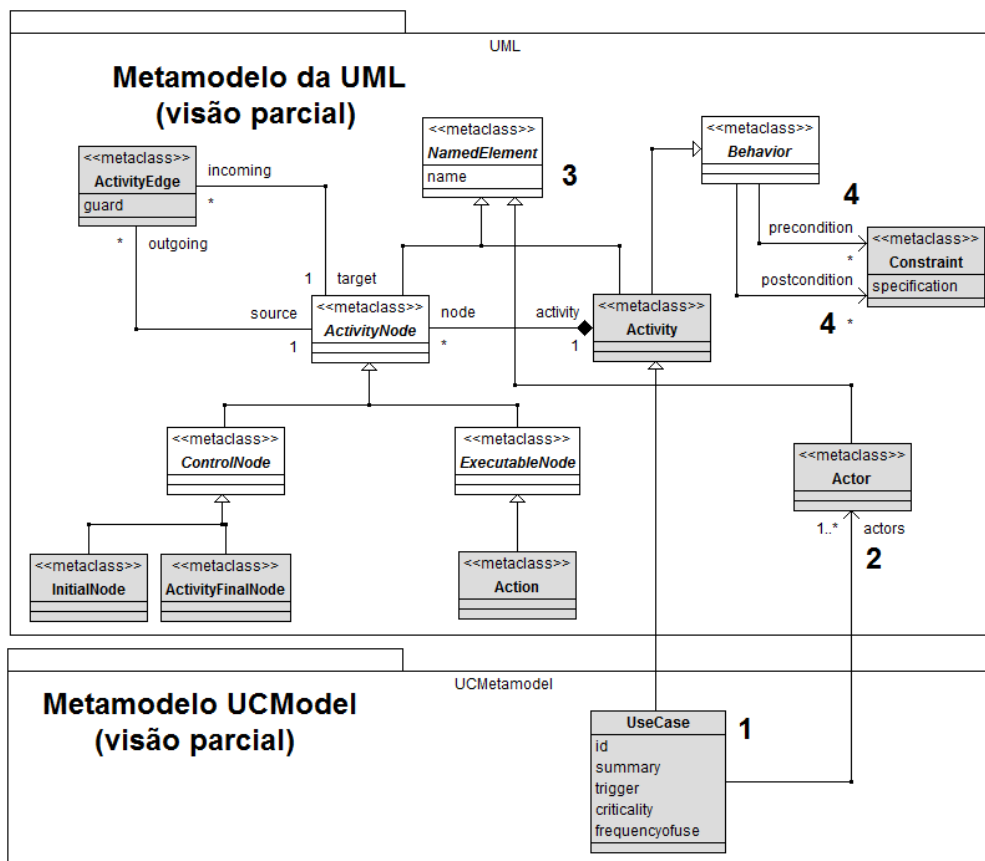 UML
Metamodelo da UML
(visão parcial)
<<metaclass>>
NamedElement
name
3
<<metaclass>>
Behavior
<<metaclass>>
ActivityEdge
guard
incoming
*
*
outgoing
4
precondition
*
<<metaclass>>
Constraint
specification
postcondition
4
*
1
target
source
1
<<metaclass>>
ActivityNode
node
*
activity
1
<<metaclass>>
Activity
<<metaclass>>
ControlNode
<<metaclass>>
ExecutableNode
<<metaclass>>
Actor
1..*
actors
2
<<metaclass>>
InitialNode
<<metaclass>>
ActivityFinalNode
<<metaclass>>
Action
UCMetamodel
Metamodelo UCModel
(visão parcial)
UseCase
1
id
summary
trigger
criticality
frequencyofuse